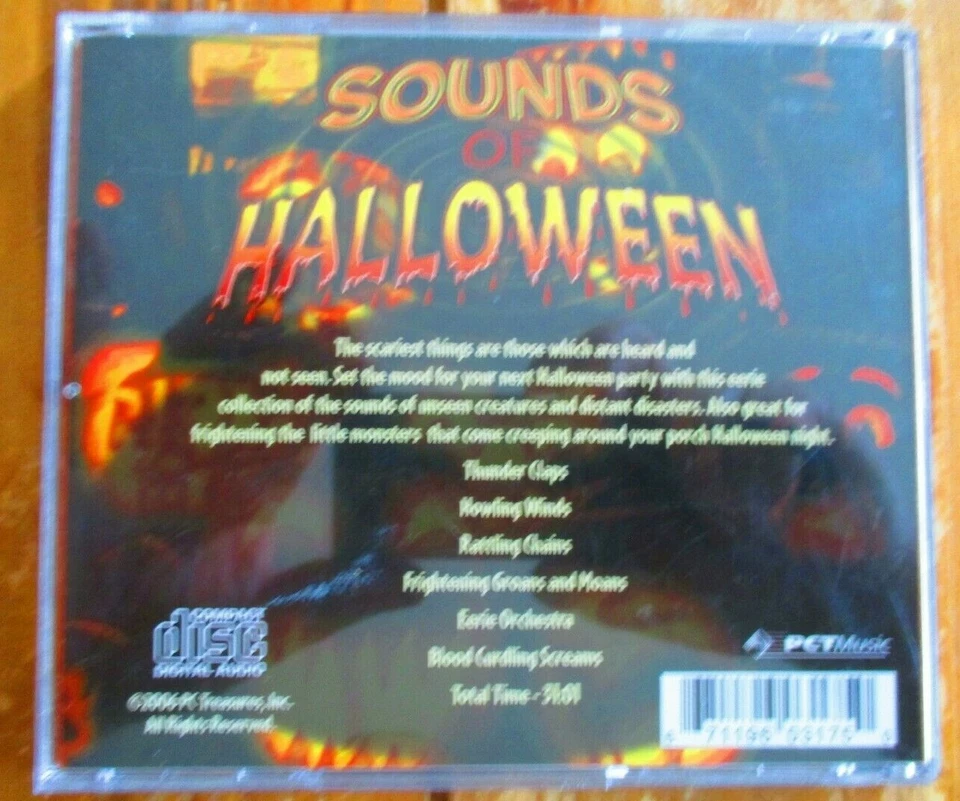 SOUNDS
OF
HALLOWEEN
The scariest things are those which are heard and
not seen. Set the mood for your next Halloween party with this eerie
collection of the sounds of unseen creatures and distant disasters. Also great for
frightening the little monsters that come creeping around your porch Halloween night.
Thunder Claps
Howling Winds
Rattling Chains
Frightening Groans and Moans
Eerie Orchestra
Blood Curdling Screams
Total Time - 31:01
COMPACT
disc
DIGITAL AUDIO
©2006 PC Treasures, Inc.
All Rights Reserved.
PCTMusic